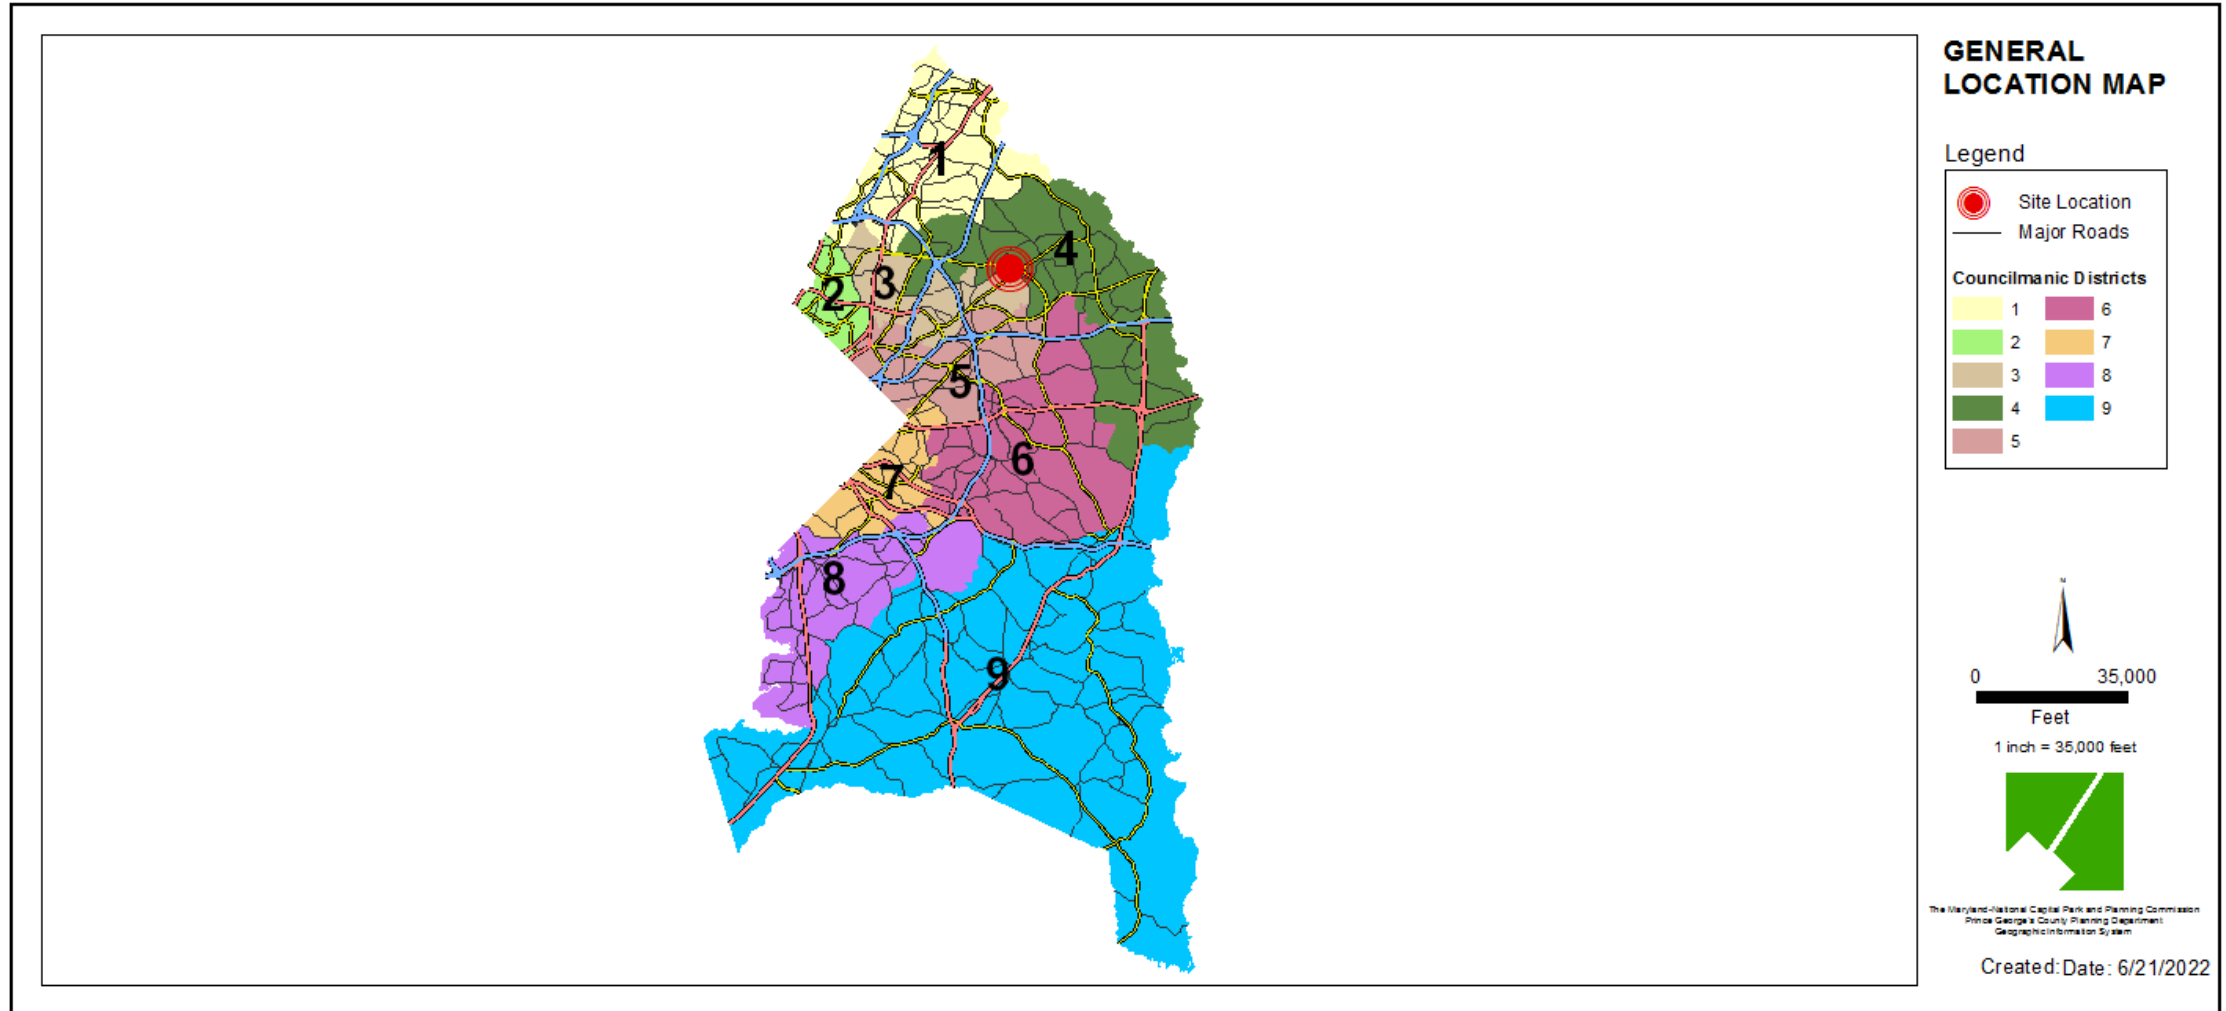 GENERAL
LOCATION MAP
Legend
Site Location
Major Roads
Councilmanic Districts
1 6
2 7
3 8
4 9
5
1
4
3
2
5
6
7
8
9
N
0 35,000
Feet
1 inch = 35,000 feet
The Maryland-National Capital Park and Planning Commission
Prince George's County Planning Department
Geographic Information System
Created: Date: 6/21/2022